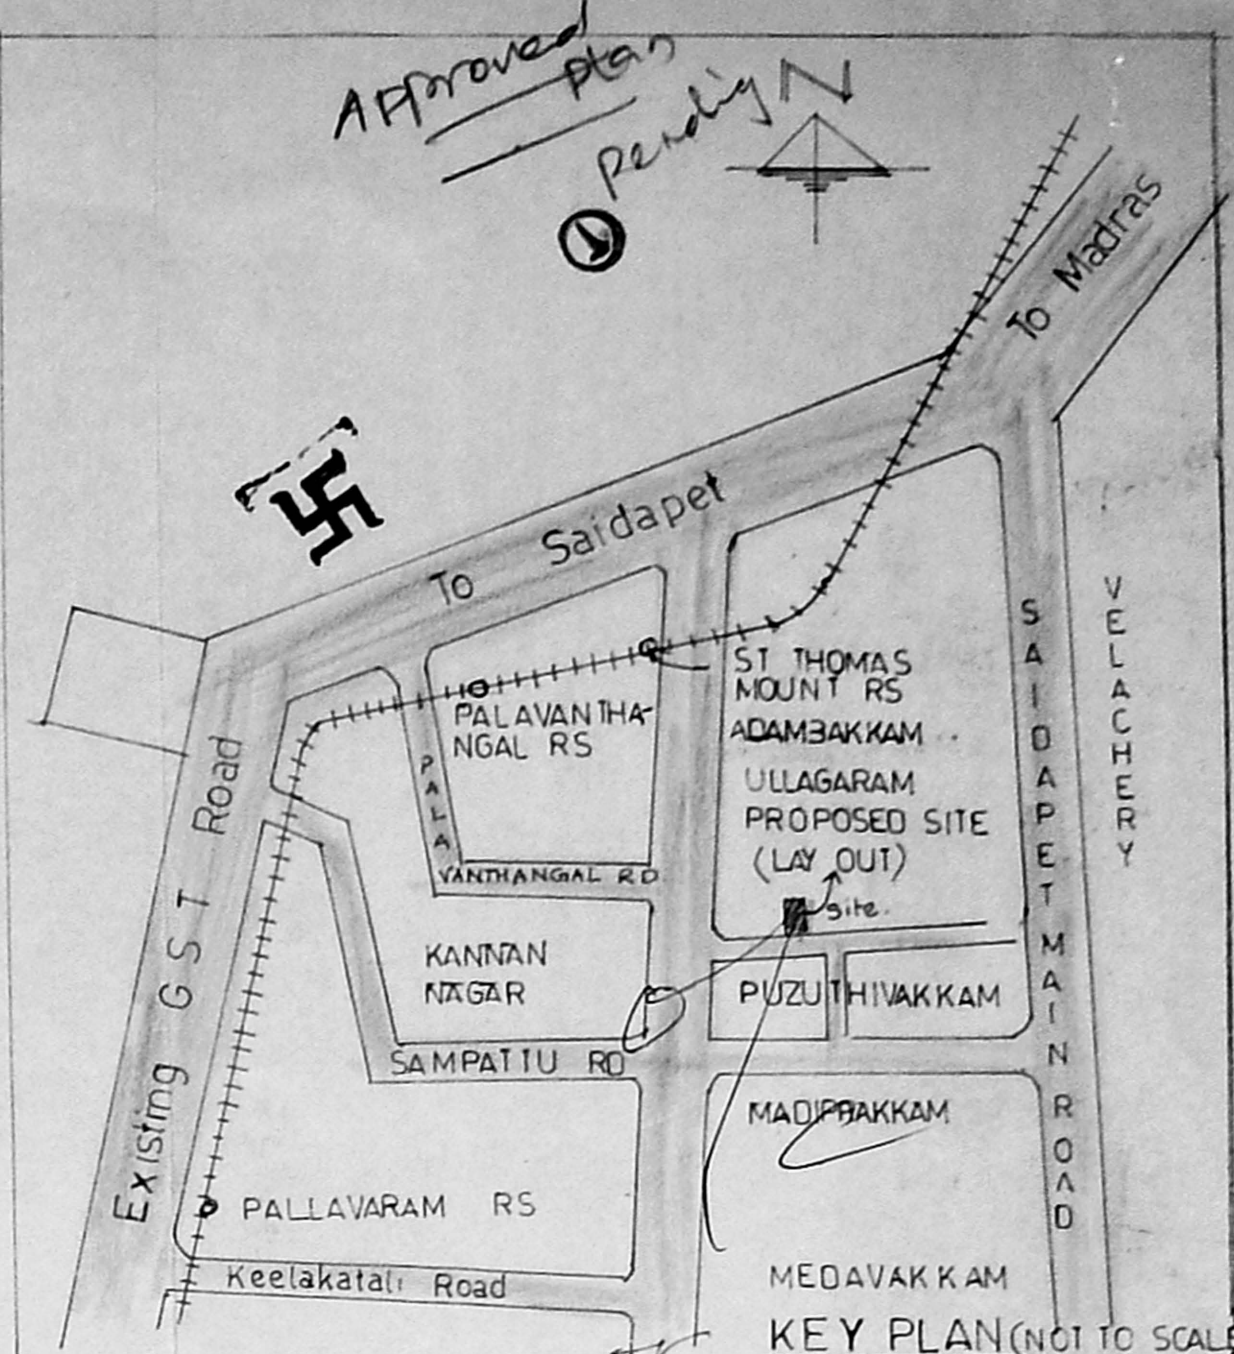 Approved
plan
pendig
N
To Madras
To Saidapet
ST THOMAS
MOUNT RS
PALAVANTHA-
NGAL RS
ADAMBAKKAM
ULLAGARAM
PROPOSED SITE
(LAY OUT)
site.
SAIDAPET MAIN ROAD
VELACHERY
PALA
VANTHANGAL RD
Existing GST Road
KANNAN
NAGAR
PUZUTHIVAKKAM
SAMPATTU RD
MADIPPAKKAM
PALLAVARAM RS
Keelakatali Road
MEDAVAKKAM
KEY PLAN (NOT TO SCALE